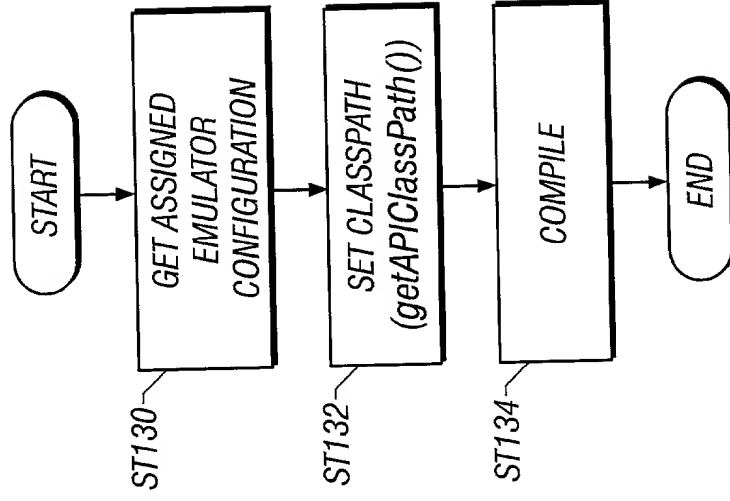 START
ST130
GET ASSIGNED
EMULATOR
CONFIGURATION
ST132
SET CLASSPATH
(getAPIClassPath())
ST134
COMPILE
END